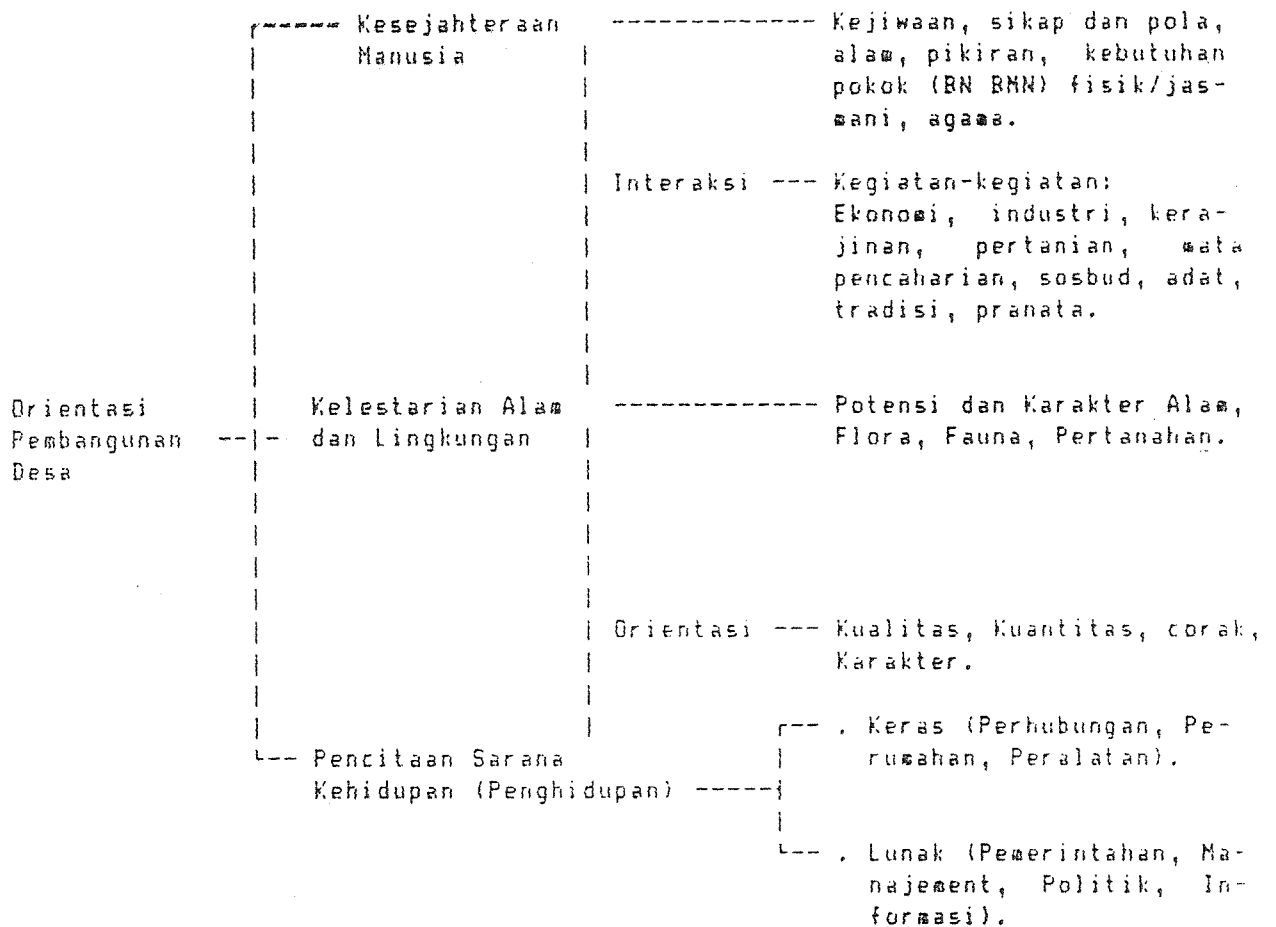 Kesejahteraan
Manusia
Kejiwaan, sikap dan pola,
alam, pikiran, kebutuhan
pokok (BN BMN) fisik/jas-
mani, agama.
Interaksi --- Kegiatan-kegiatan:
Ekonomi, industri, kera-
jinan, pertanian, mata
pencaharian, sosbud, adat,
tradisi, pranata.
Orientasi
Pembangunan
Desa
Kelestarian Alam
dan Lingkungan
Potensi dan Karakter Alam,
Flora, Fauna, Pertanahan.
Orientasi --- Kualitas, Kuantitas, corak,
Karakter.
Pencitaan Sarana
Kehidupan (Penghidupan)
. Keras (Perhubungan, Pe-
rumahan, Peralatan).
. Lunak (Pemerintahan, Ma-
najement, Politik, In-
formasi).